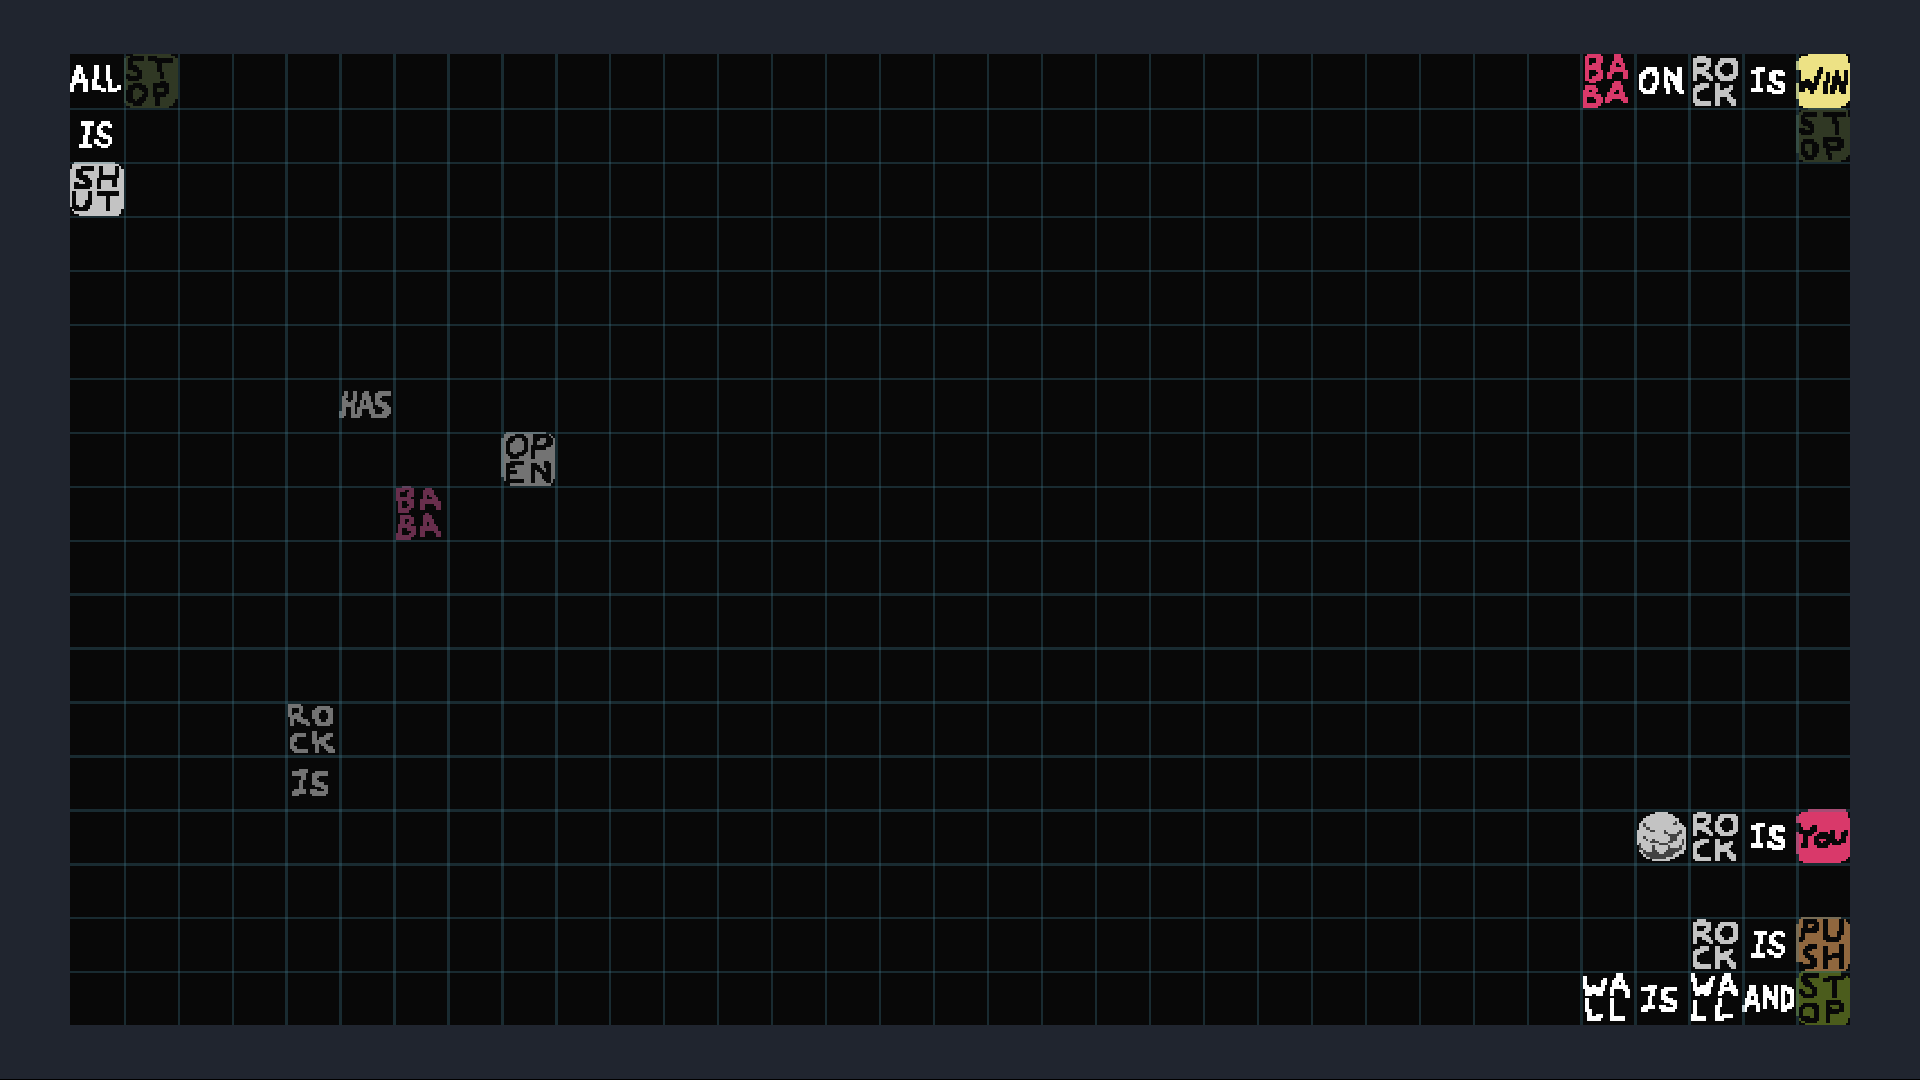 ALL STOP BABA ON ROCK IS WIN
IS STOP
SHUT
HAS
OPEN
BABA
ROCK
IS
ROCK IS YOU
ROCK IS PUSH
WALL IS WALL AND STOP